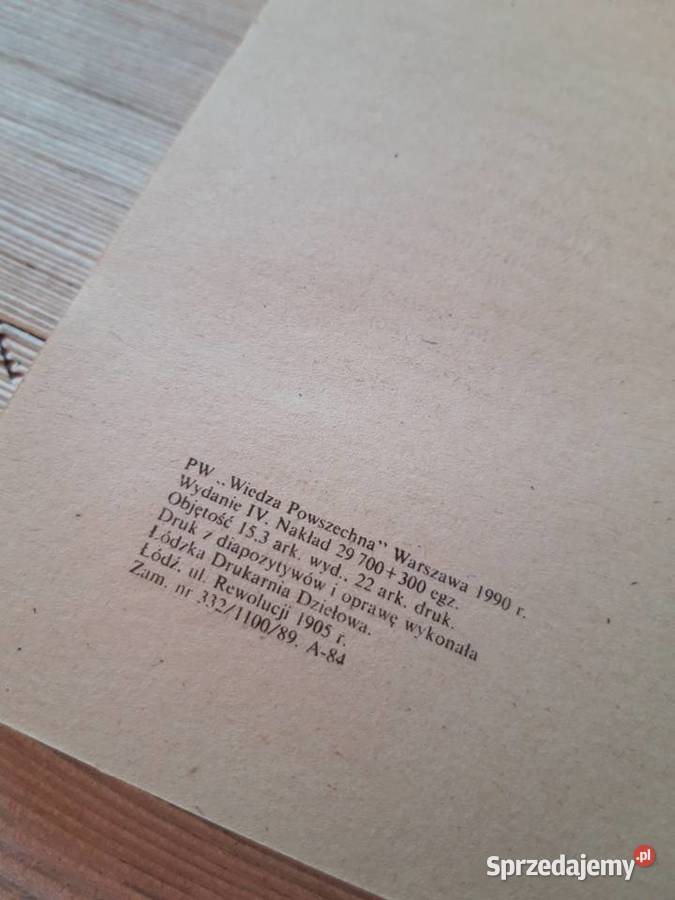 PW ,,Wiedza Powszechna'' Warszawa 1990 r.
Wydanie IV. Nakład 29 700 + 300 egz.
Objętość 15,3 ark. wyd., 22 ark. druk.
Druk z diapozytywów i oprawę wykonała
Łódzka Drukarnia Dziełowa.
Łódź, ul. Rewolucji 1905 r.
Zam. nr 332/1100/89. A-84
Sprzedajemy.pl